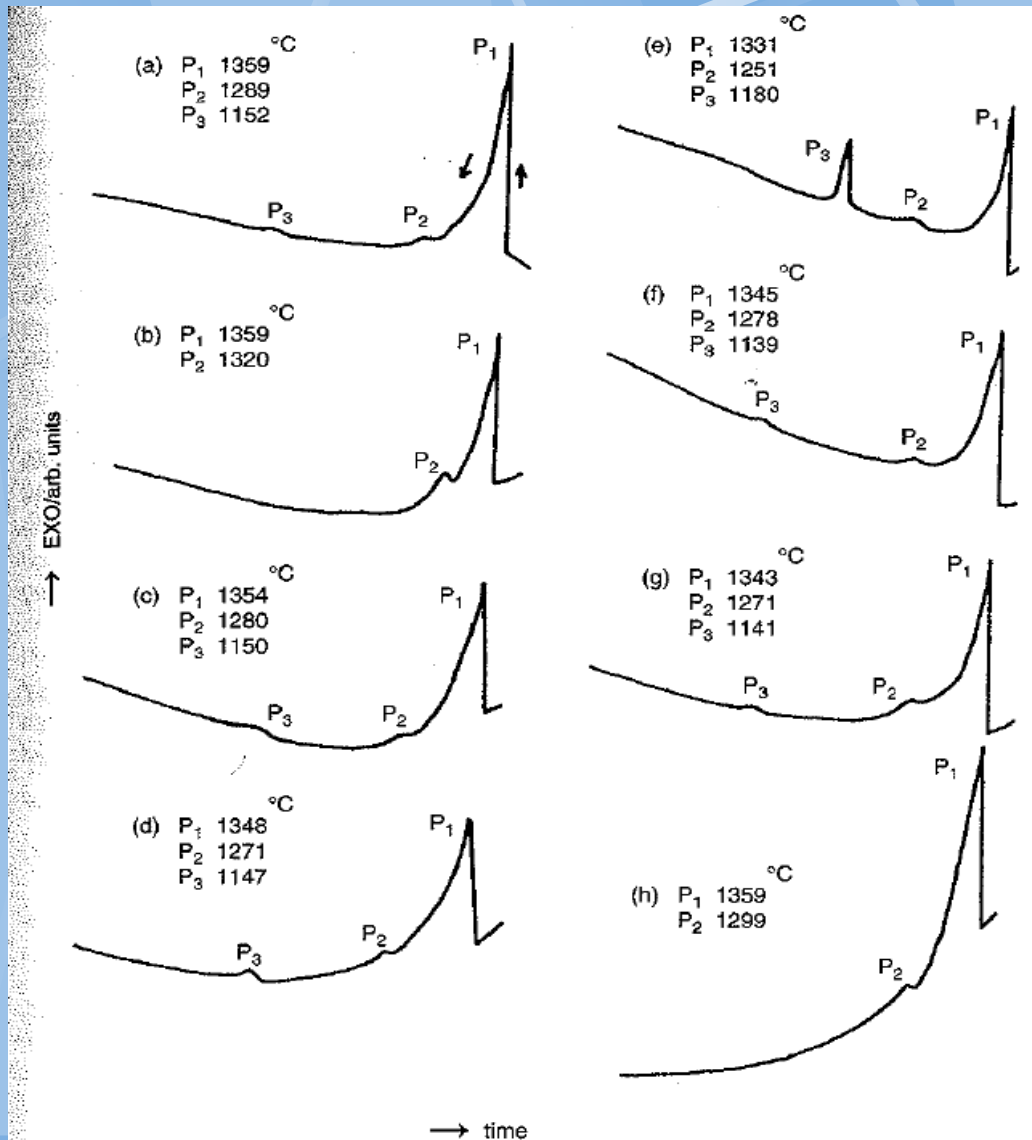 °C
(a) P₁ 1359
P₂ 1289
P₃ 1152
P₁
P₂
P₃
(b) P₁ 1359 °C
P₂ 1320
P₁
P₂
(c) P₁ 1354 °C
P₂ 1280
P₃ 1150
P₁
P₂
P₃
(d) P₁ 1348 °C
P₂ 1271
P₃ 1147
P₁
P₂
P₃
°C
(e) P₁ 1331
P₂ 1251
P₃ 1180
P₁
P₃
P₂
°C
(f) P₁ 1345
P₂ 1278
P₃ 1139
P₁
P₃
P₂
°C
(g) P₁ 1343
P₂ 1271
P₃ 1141
P₁
P₃
P₂
°C
(h) P₁ 1359
P₂ 1299
P₁
P₂
→ EXO/arb. units
→ time